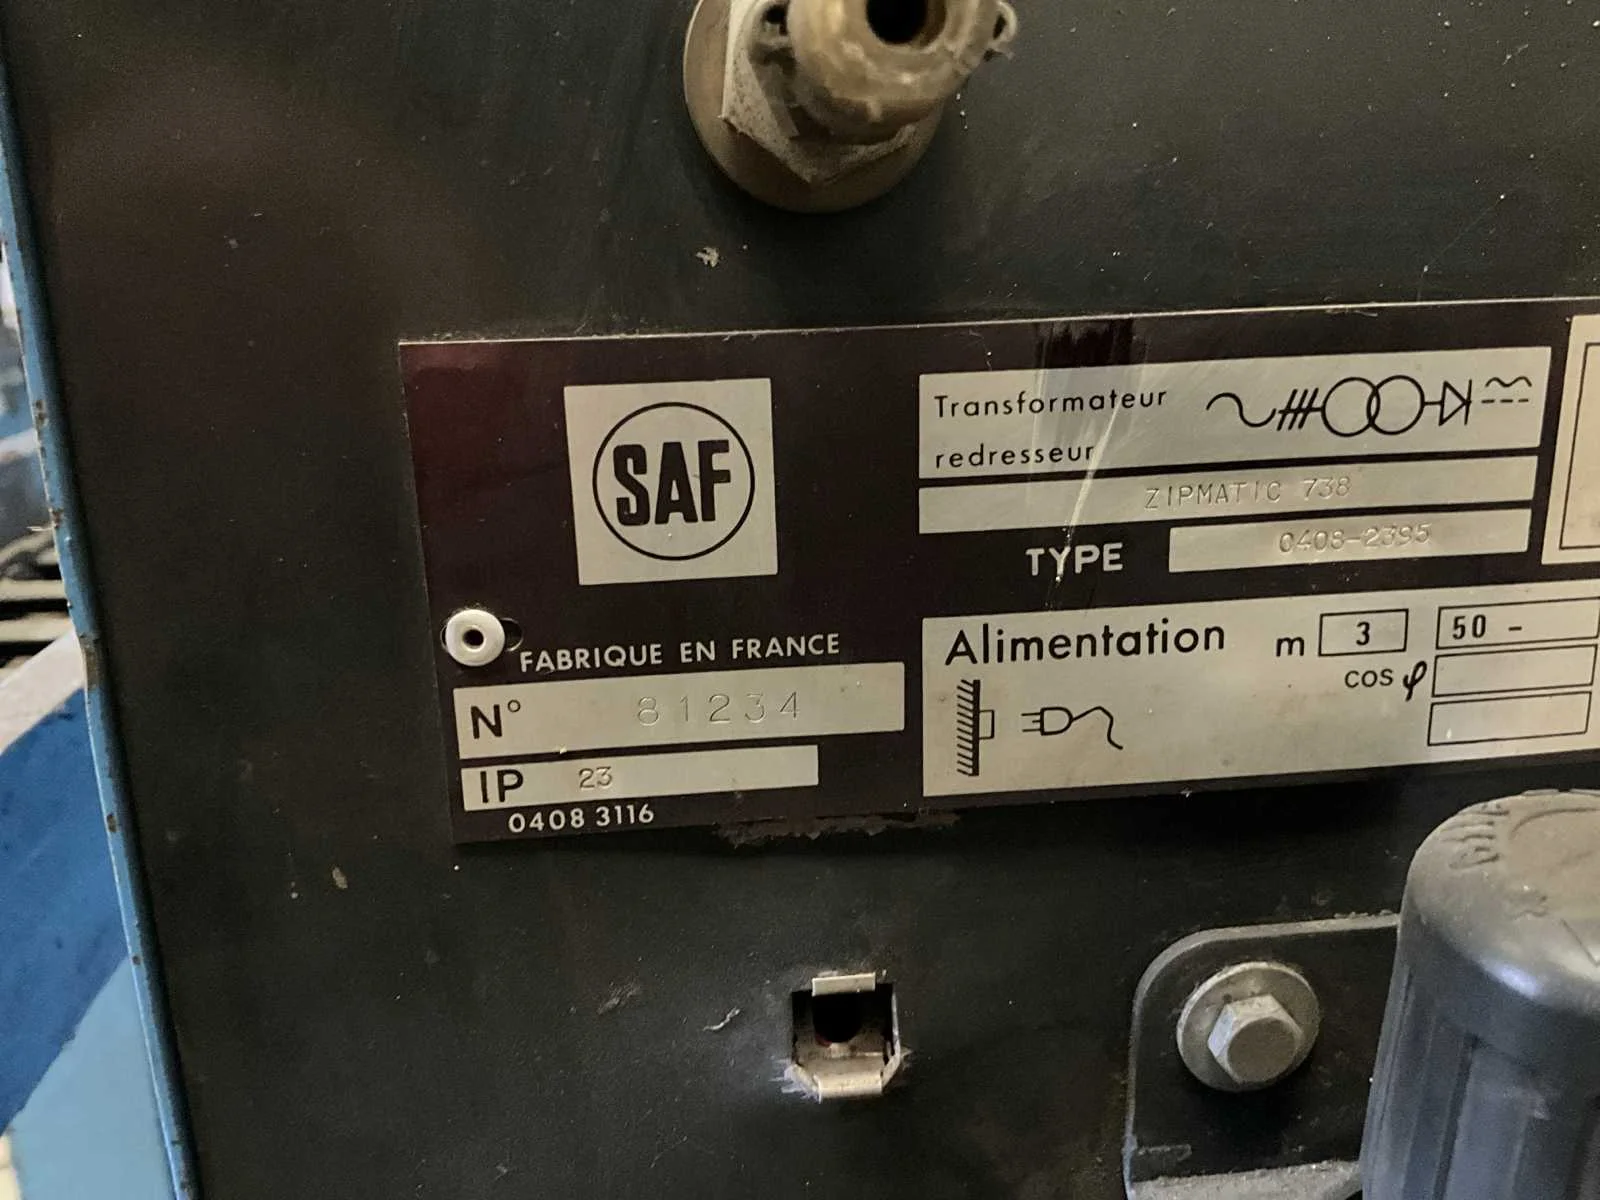 SAF
Transformateur
redresseur
ZIPMATIC 738
TYPE 0408-2395
FABRIQUE EN FRANCE
N° 81234
IP 23
0408 3116
Alimentation m 3 50 -
cos φ